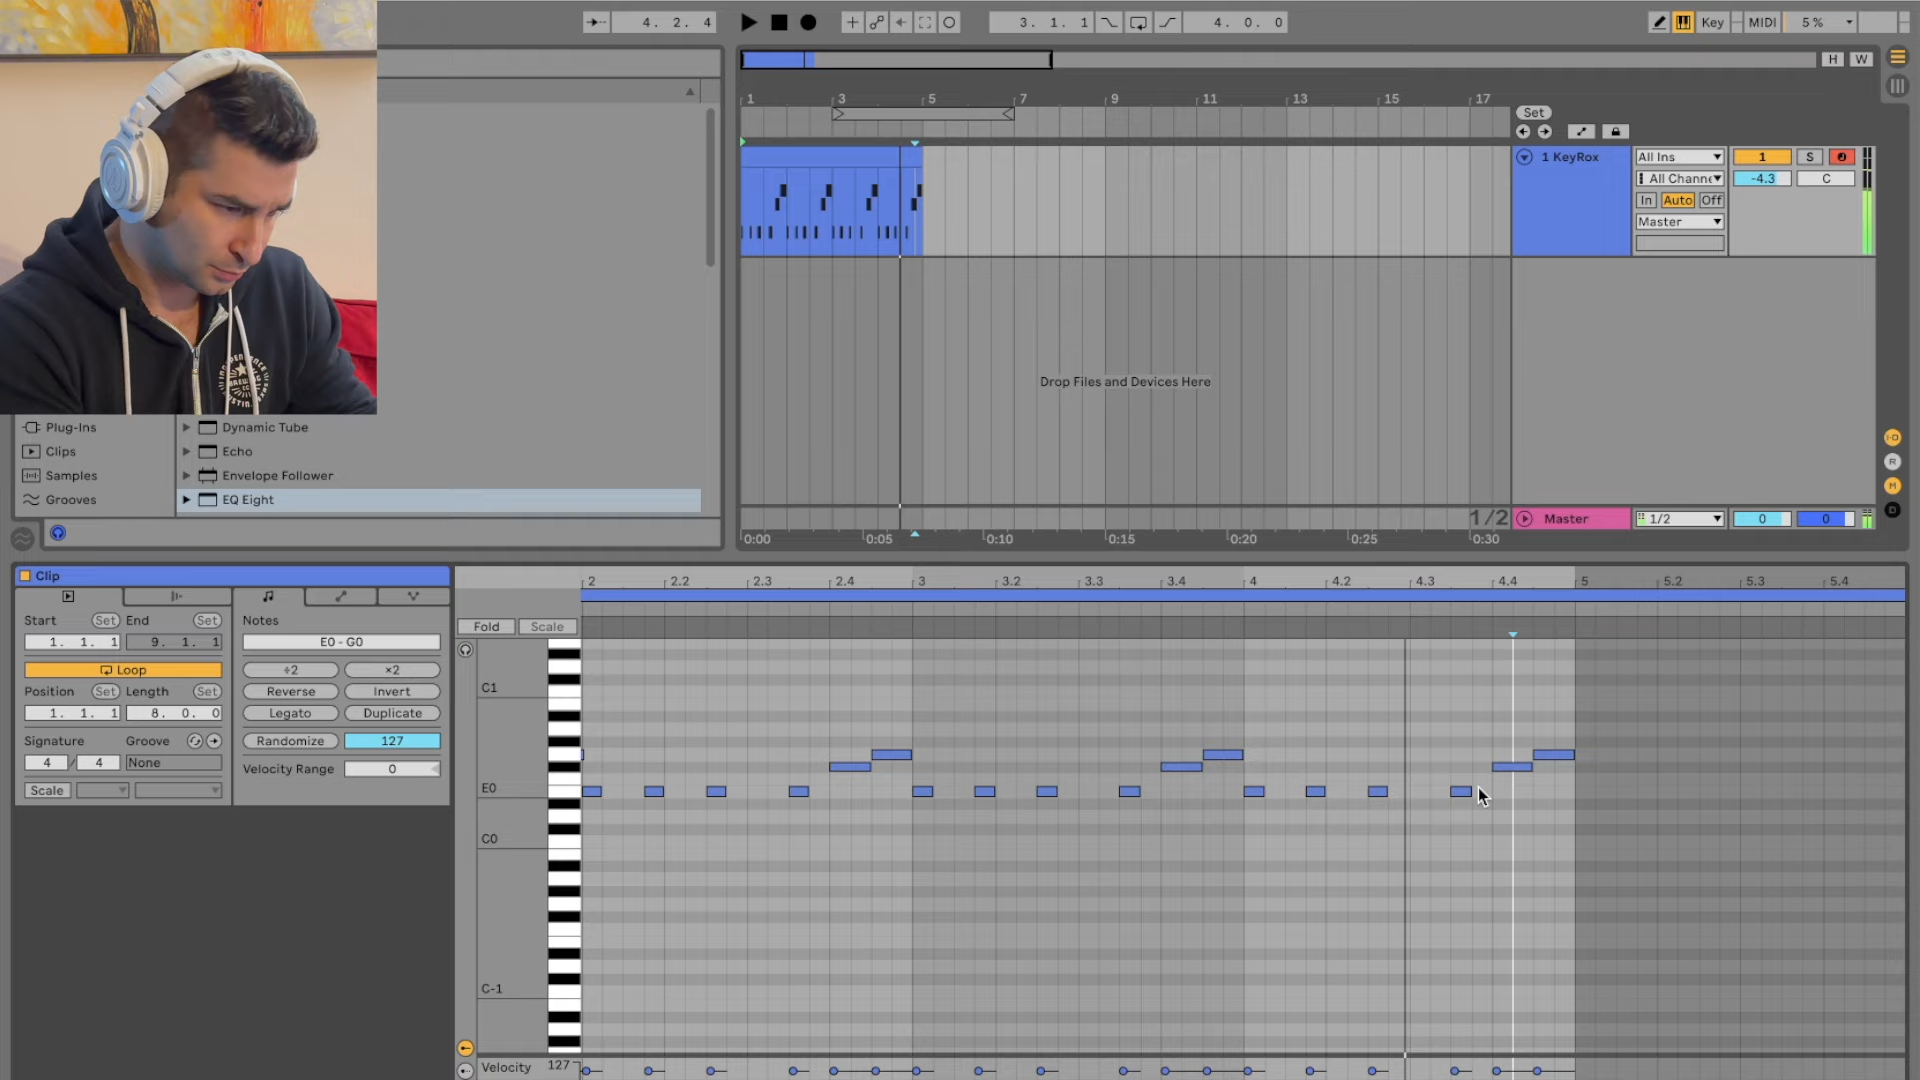 4. 2. 4
3. 1. 1
4. 0. 0
Key
MIDI
5 %
H
W
1
3
5
7
9
11
13
15
17
Set
1 KeyRox
All Ins
1
S
All Channe
-4.3
C
In
Auto
Off
Master
Drop Files and Devices Here
INDEPENDENCE
BREWING
CO
AUSTIN, TEXAS
Plug-Ins
Clips
Samples
Grooves
Dynamic Tube
Echo
Envelope Follower
EQ Eight
I-O
R
M
D
1/2
Master
1/2
0
0
0:00
0:05
0:10
0:15
0:20
0:25
0:30
Clip
Start
Set
End
Set
1. 1. 1
9. 1. 1
Loop
Position
Set
Length
Set
1. 1. 1
8. 0. 0
Signature
Groove
4 / 4
None
Scale
Notes
E0 - G0
÷2
×2
Reverse
Invert
Legato
Duplicate
Randomize
127
Velocity Range
0
2
2.2
2.3
2.4
3
3.2
3.3
3.4
4
4.2
4.3
4.4
5
5.2
5.3
5.4
Fold
Scale
C1
E0
C0
C-1
Velocity
127